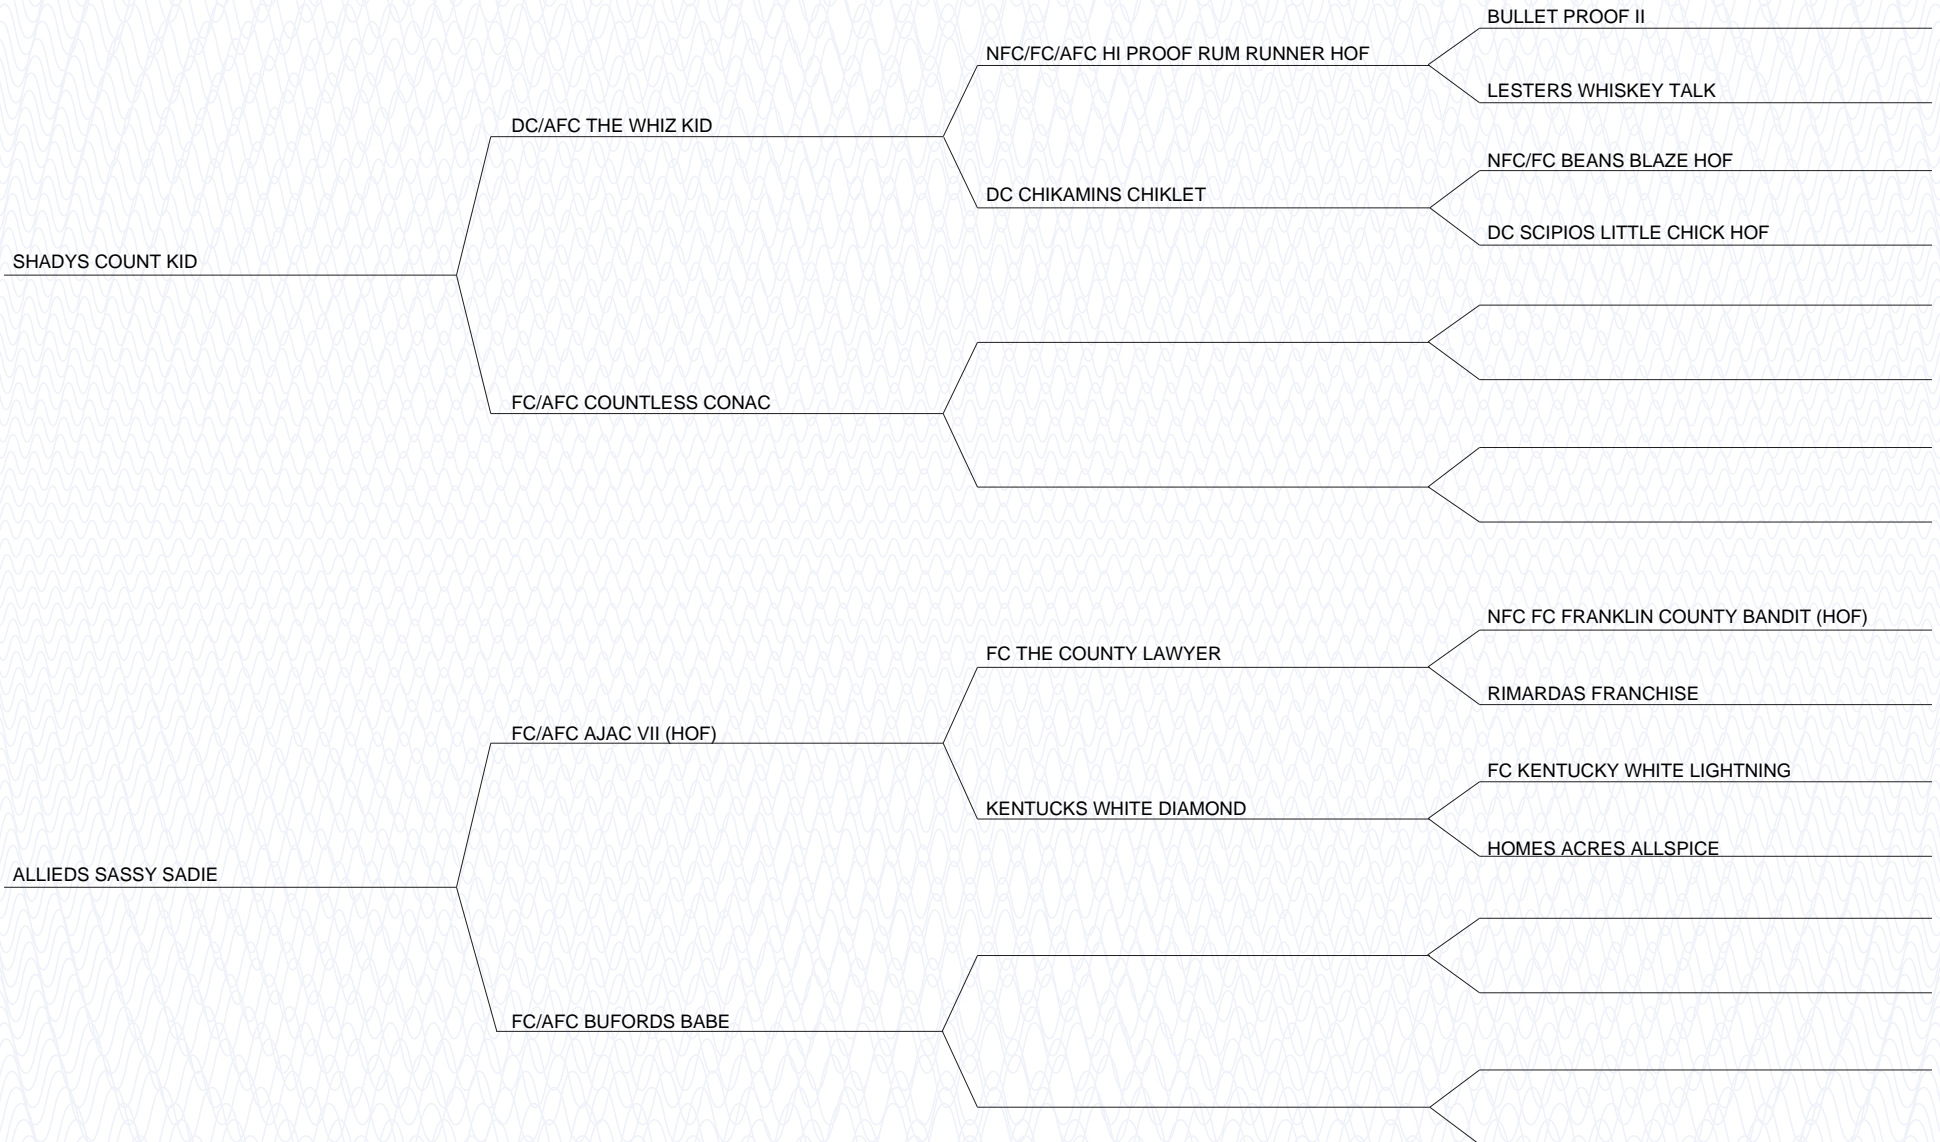 BULLET PROOF II
NFC/FC/AFC HI PROOF RUM RUNNER HOF
LESTERS WHISKEY TALK
DC/AFC THE WHIZ KID
NFC/FC BEANS BLAZE HOF
DC CHIKAMINS CHIKLET
DC SCIPIOS LITTLE CHICK HOF
SHADYS COUNT KID
FC/AFC COUNTLESS CONAC
NFC FC FRANKLIN COUNTY BANDIT (HOF)
FC THE COUNTY LAWYER
RIMARDAS FRANCHISE
FC/AFC AJAC VII (HOF)
FC KENTUCKY WHITE LIGHTNING
KENTUCKS WHITE DIAMOND
HOMES ACRES ALLSPICE
ALLIEDS SASSY SADIE
FC/AFC BUFORDS BABE